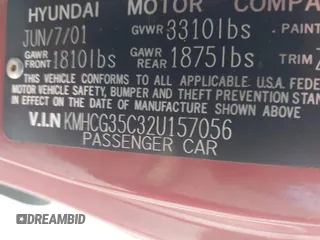 HYUNDAI MOTOR COMPA
JUN/7/01 GVWR 3310lbs PAINT
GAWR FRONT 1810lbs GAWR REAR 1875lbs TRIM
THIS VEHICLE CONFORMS TO ALL APPLICABLE U.S. FEDERAL
MOTOR VEHICLE SAFETY, BUMPER, AND THEFT
PREVENTION STANDARDS IN EFFECT ON THE DATE OF
MANUFACTURE SHOWN ABOVE.
V.I.N KMHCG35C32U157056
PASSENGER CAR
DREAMBID